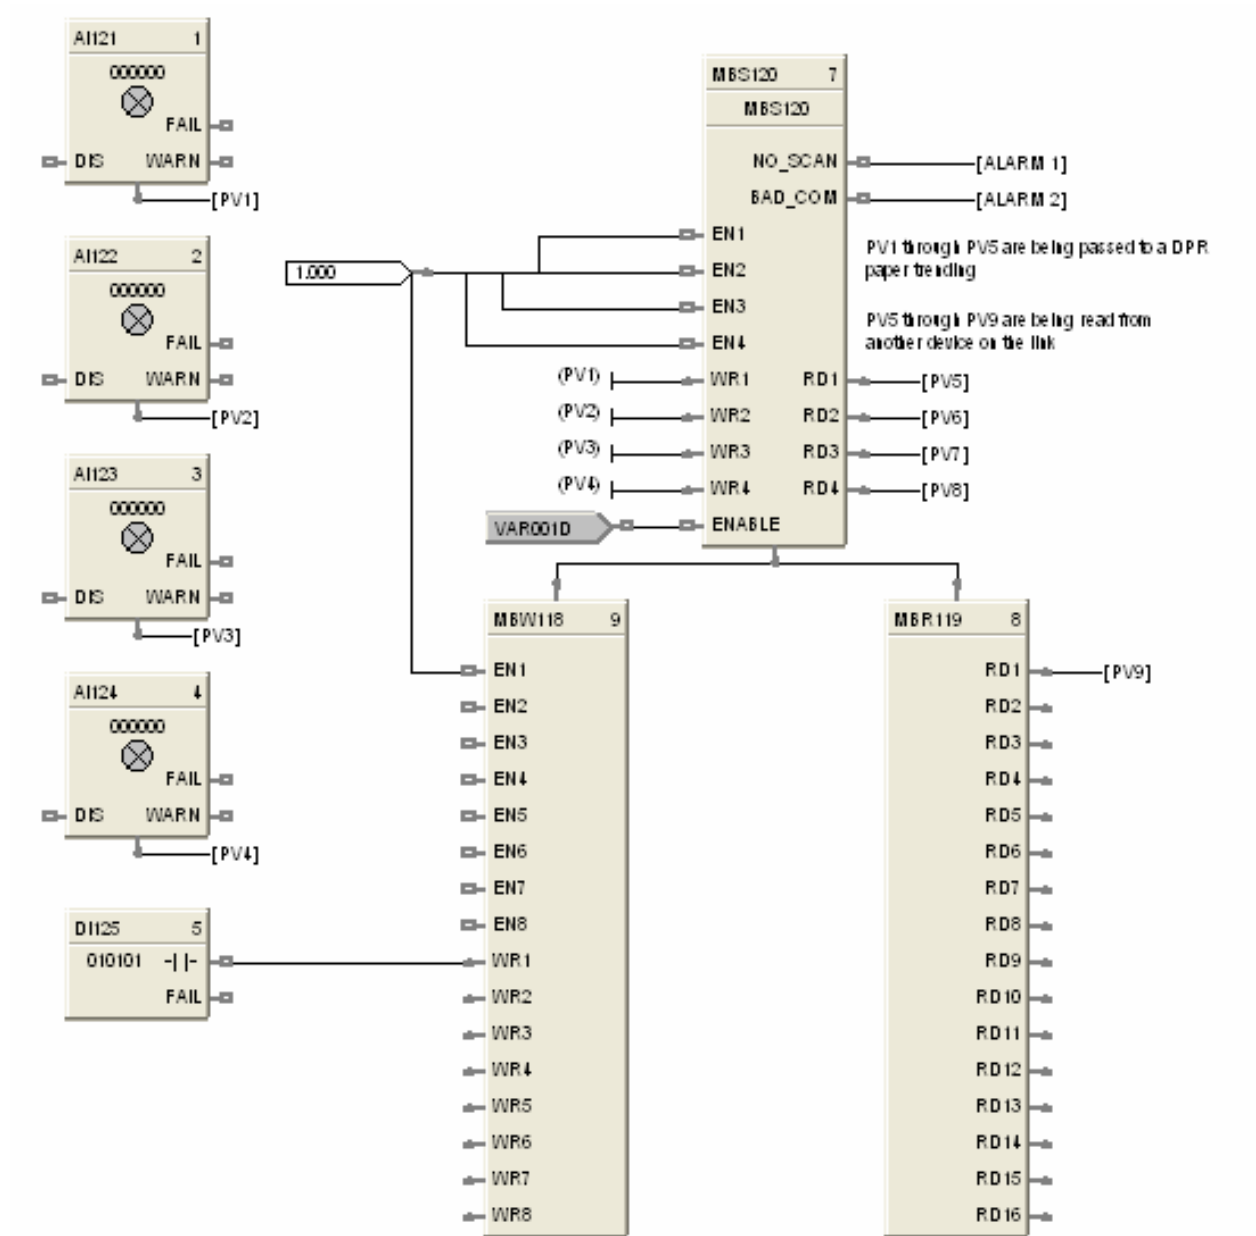 AI121 1
000000
FAIL
DIS WARN
[PV1]
AI122 2
000000
FAIL
DIS WARN
[PV2]
AI123 3
000000
FAIL
DIS WARN
[PV3]
AI124 4
000000
FAIL
DIS WARN
[PV4]
DI125 5
010101 -| |-
FAIL
1.000
MBS120 7
MBS120
NO_SCAN [ALARM 1]
BAD_COM [ALARM 2]
EN1
EN2
EN3
EN4
(PV1) WR1 RD1 [PV5]
(PV2) WR2 RD2 [PV6]
(PV3) WR3 RD3 [PV7]
(PV4) WR4 RD4 [PV8]
VAR001D ENABLE
PV1 through PV5 are being passed to a DPR
paper trending
PV5 through PV9 are being read from
another device on the link
MBW118 9
EN1
EN2
EN3
EN4
EN5
EN6
EN7
EN8
WR1
WR2
WR3
WR4
WR5
WR6
WR7
WR8
MBR119 8
RD1 [PV9]
RD2
RD3
RD4
RD5
RD6
RD7
RD8
RD9
RD10
RD11
RD12
RD13
RD14
RD15
RD16